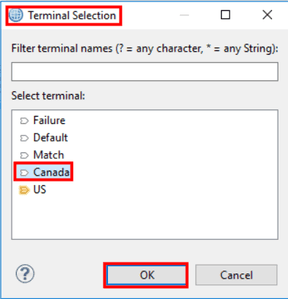 Terminal Selection
Filter terminal names (? = any character, * = any String):
Select terminal:
Failure
Default
Match
Canada
US
?
OK
Cancel